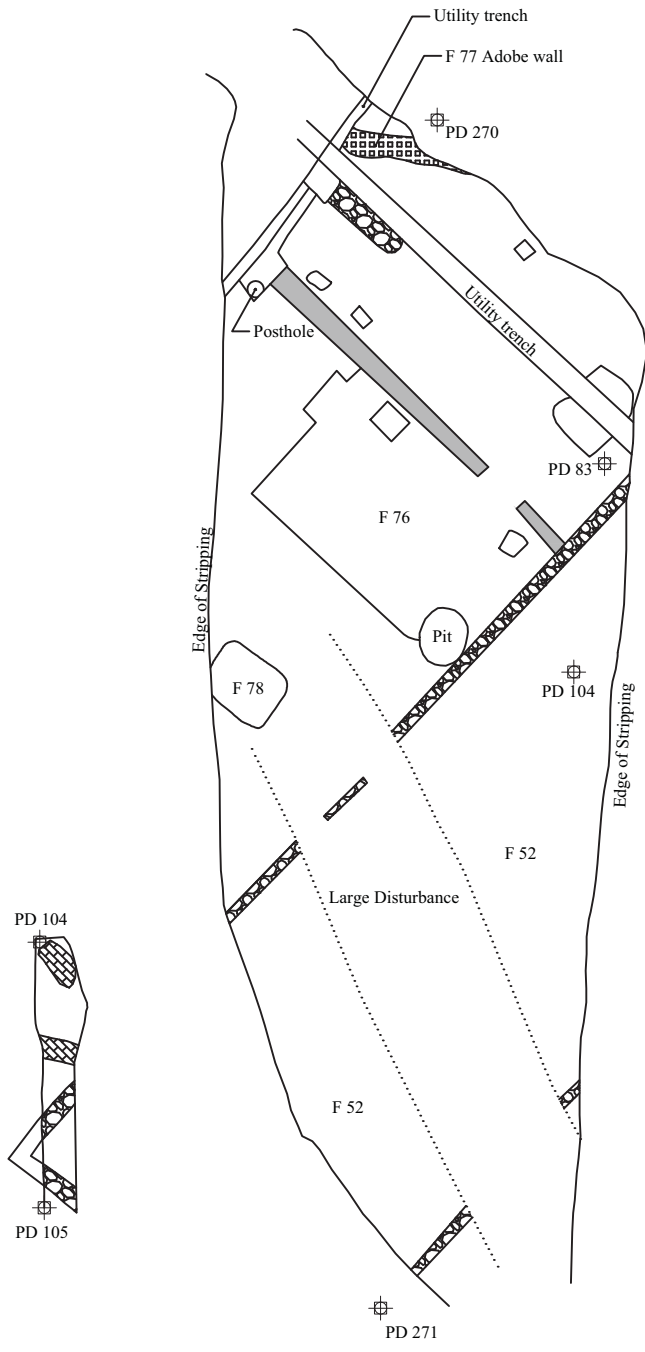 Utility trench
F 77 Adobe wall
PD 270
Utility trench
Posthole
PD 83
F 76
Edge of Stripping
Pit
F 78
PD 104
Edge of Stripping
F 52
Large Disturbance
PD 104
F 52
PD 105
PD 271